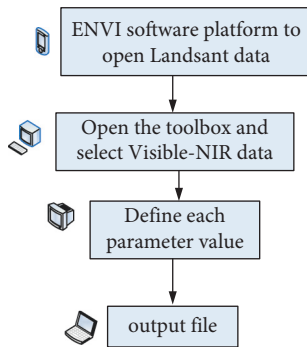 ENVI software platform to
open Landsant data
Open the toolbox and
select Visible-NIR data
Define each
parameter value
output file